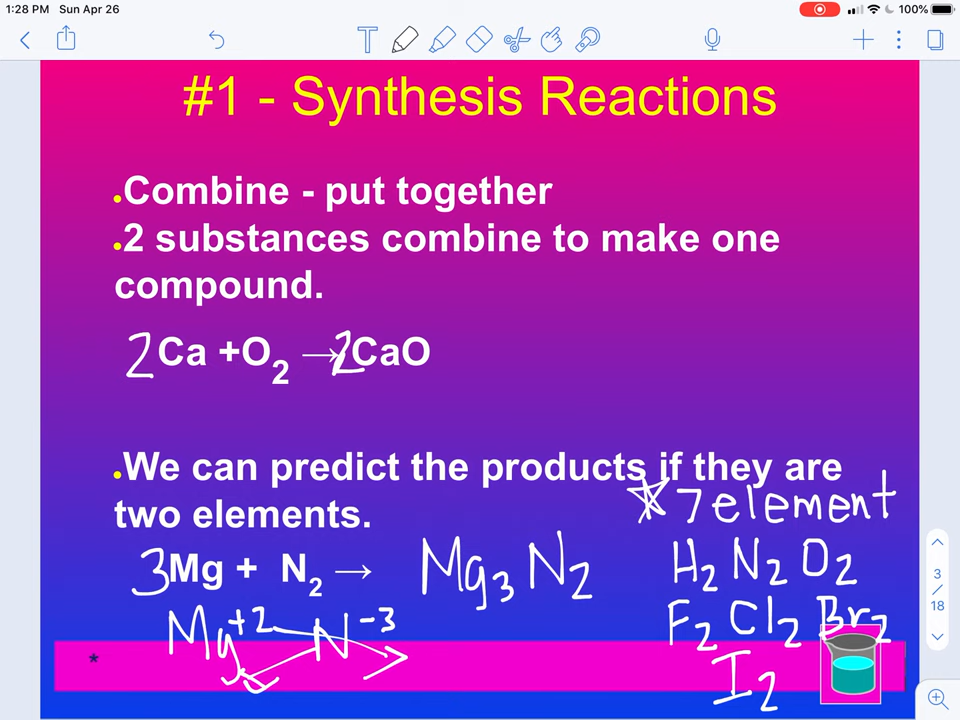 1:28 PM Sun Apr 26
100%
#1 - Synthesis Reactions
•Combine - put together
•2 substances combine to make one
compound.
2Ca +O2 →2CaO
•We can predict the products if they are
two elements.
7 element
3Mg + N2 → Mg3 N2
H2 N2 O2
Mg+2 N-3
F2 Cl2 Br2
I2
*
T
3
/
18